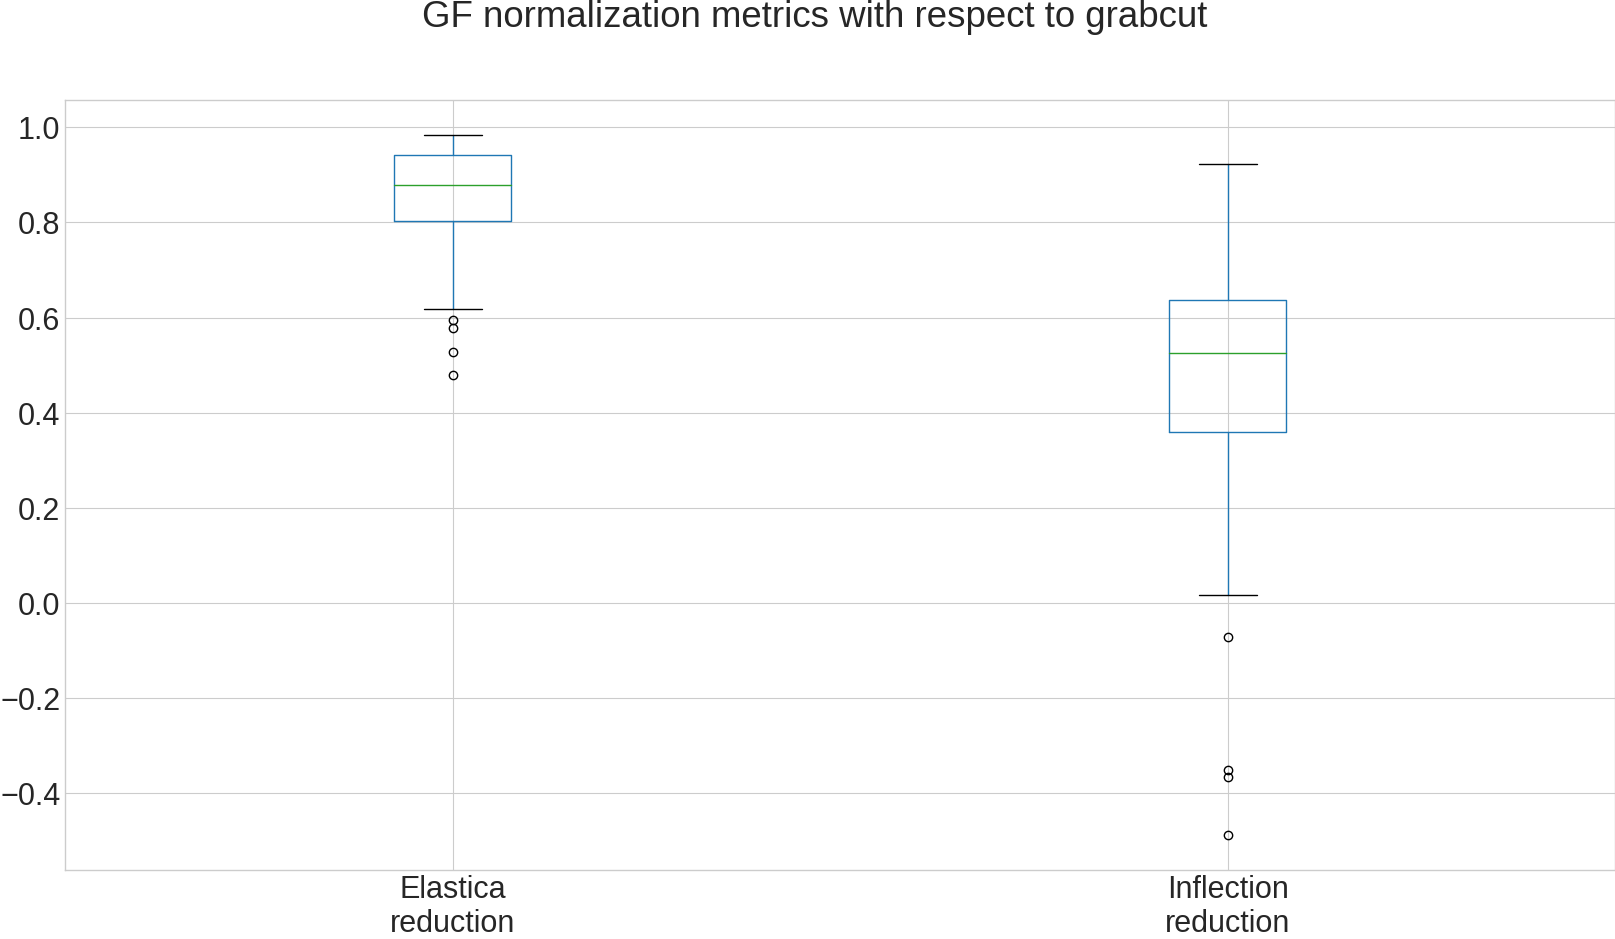 GF normalization metrics with respect to grabcut
1.0
0.8
0.6
0.4
0.2
0.0
−0.2
−0.4
Elastica
reduction
Inflection
reduction